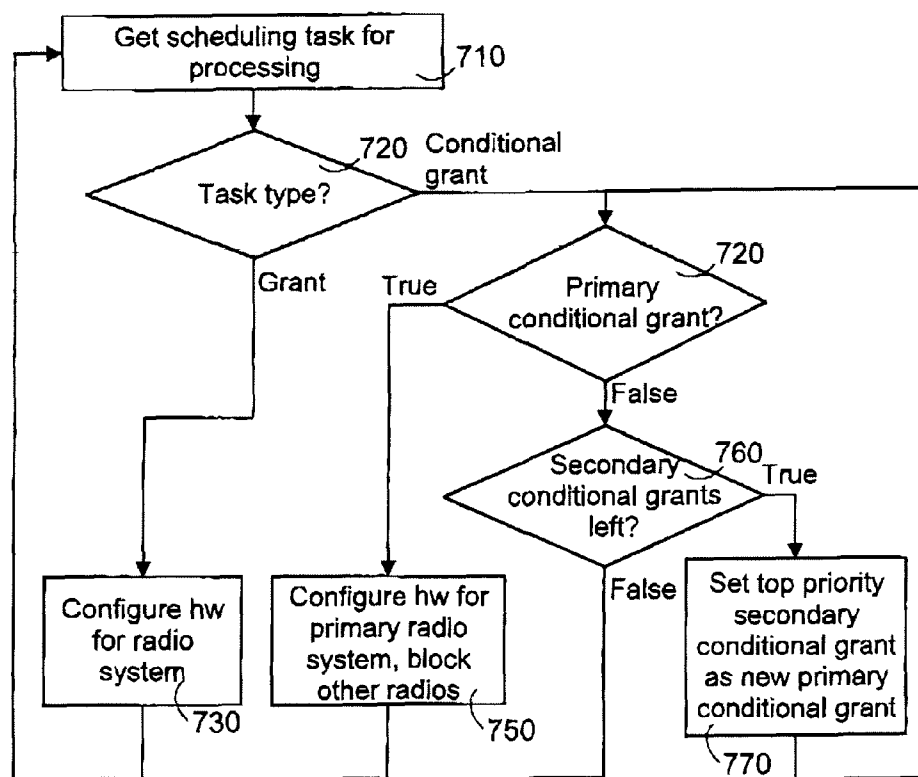 Get scheduling task for
processing
710
720
Conditional
grant
Task type?
Grant
720
True
Primary
conditional grant?
False
760
Secondary
conditional grants
left?
True
False
Configure hw
for radio
system
730
Configure hw for
primary radio
system, block
other radios
750
Set top priority
secondary
conditional grant
as new primary
conditional grant
770